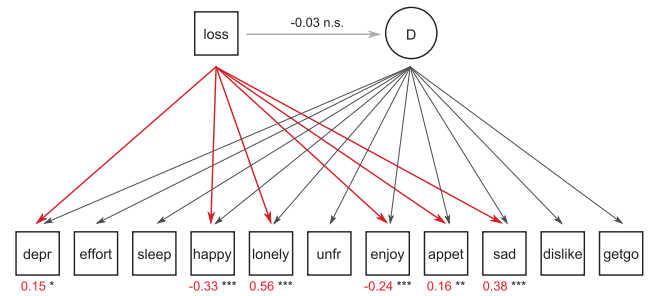 -0.03 n.s.
loss
D
depr effort sleep happy lonely unfr enjoy appet sad dislike getgo
0.15 * -0.33 *** 0.56 *** -0.24 *** 0.16 ** 0.38 ***